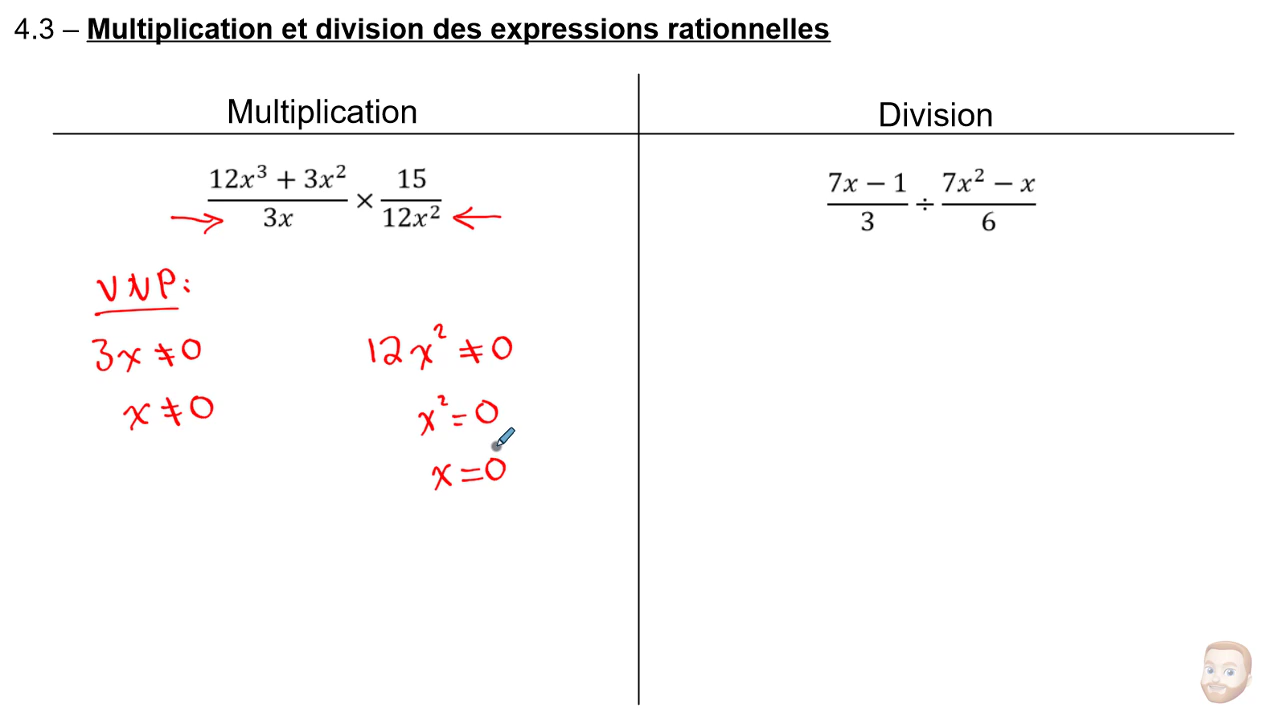 4.3 – Multiplication et division des expressions rationnelles
Multiplication
(12x³ + 3x²)/(3x) × 15/(12x²)
VNP:
3x ≠ 0
x ≠ 0
12x² ≠ 0
x² = 0
x = 0
Division
(7x − 1)/3 ÷ (7x² − x)/6